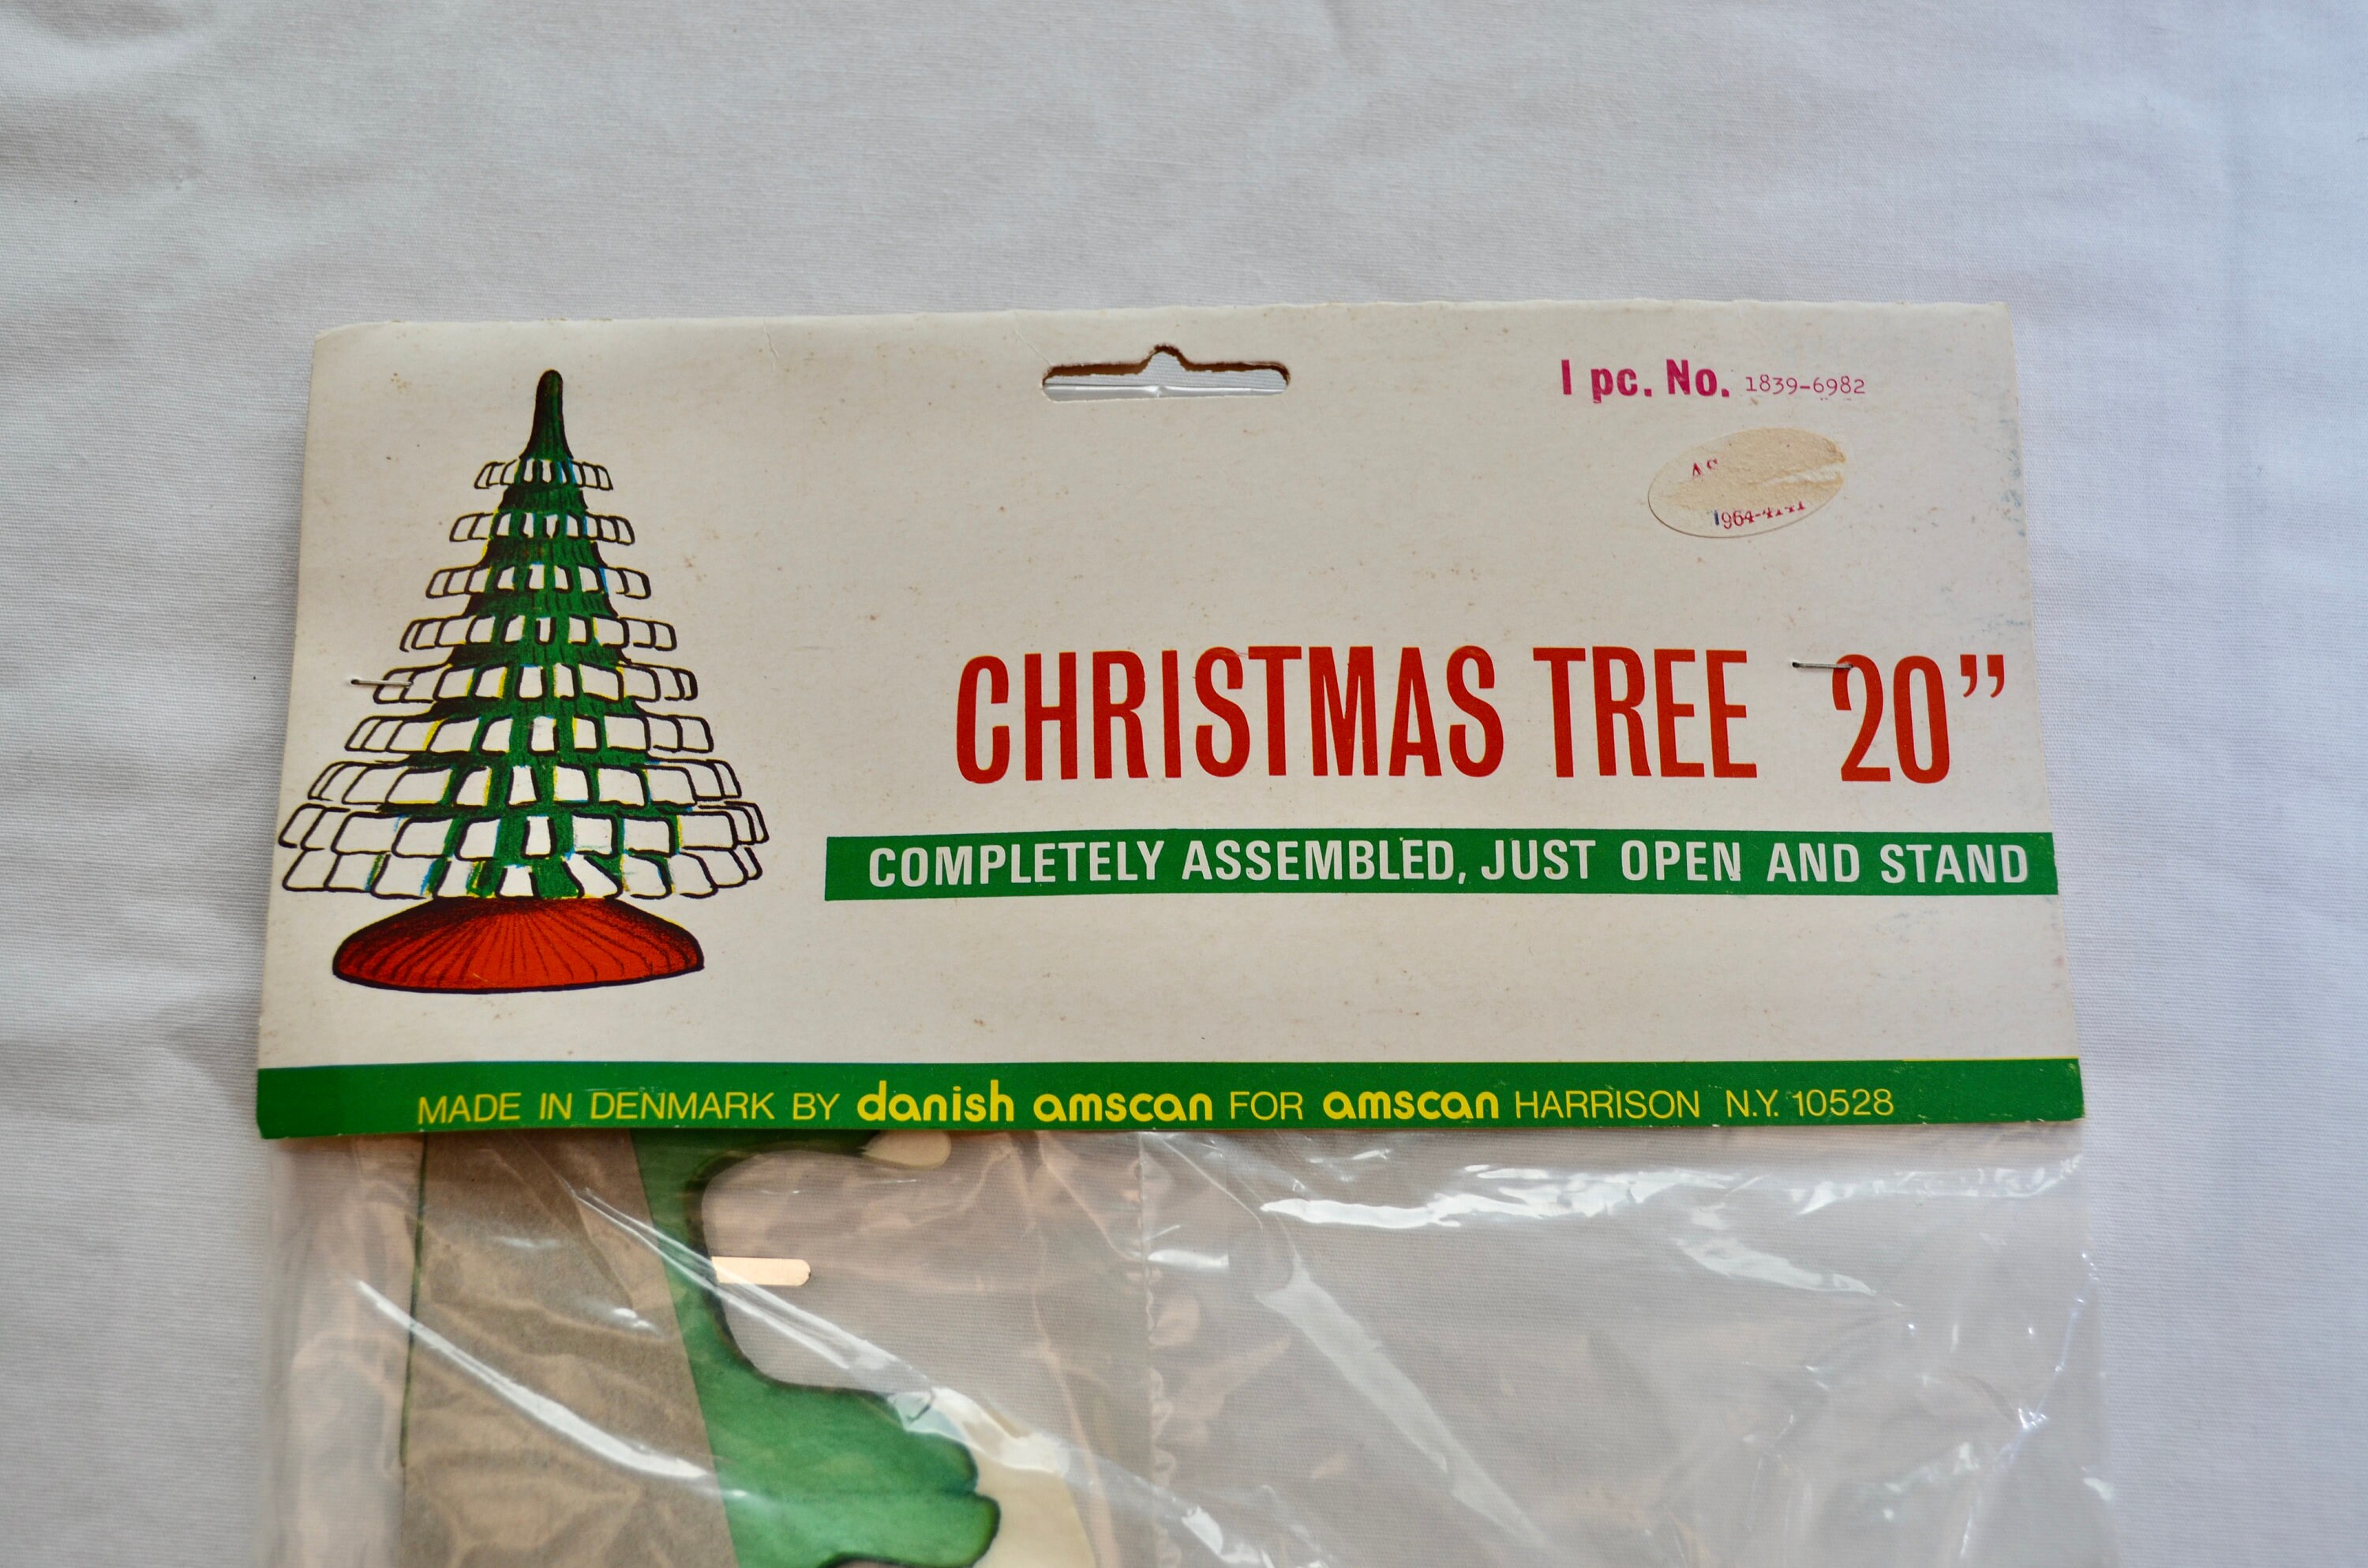 1 pc. No. 1839-6982
CHRISTMAS TREE 20”
COMPLETELY ASSEMBLED, JUST OPEN AND STAND
MADE IN DENMARK BY danish amscan FOR amscan HARRISON N.Y. 10528